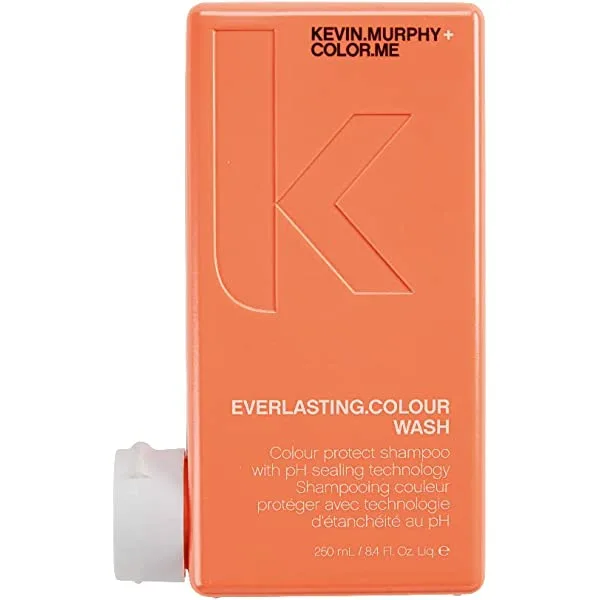 KEVIN.MURPHY+
COLOR.ME
K
EVERLASTING.COLOUR
WASH
Colour protect shampoo
with pH sealing technology
Shampooing couleur
protéger avec technologie
d'étanchéité au pH
250 mL / 8.4 Fl. Oz. Liq. ℮